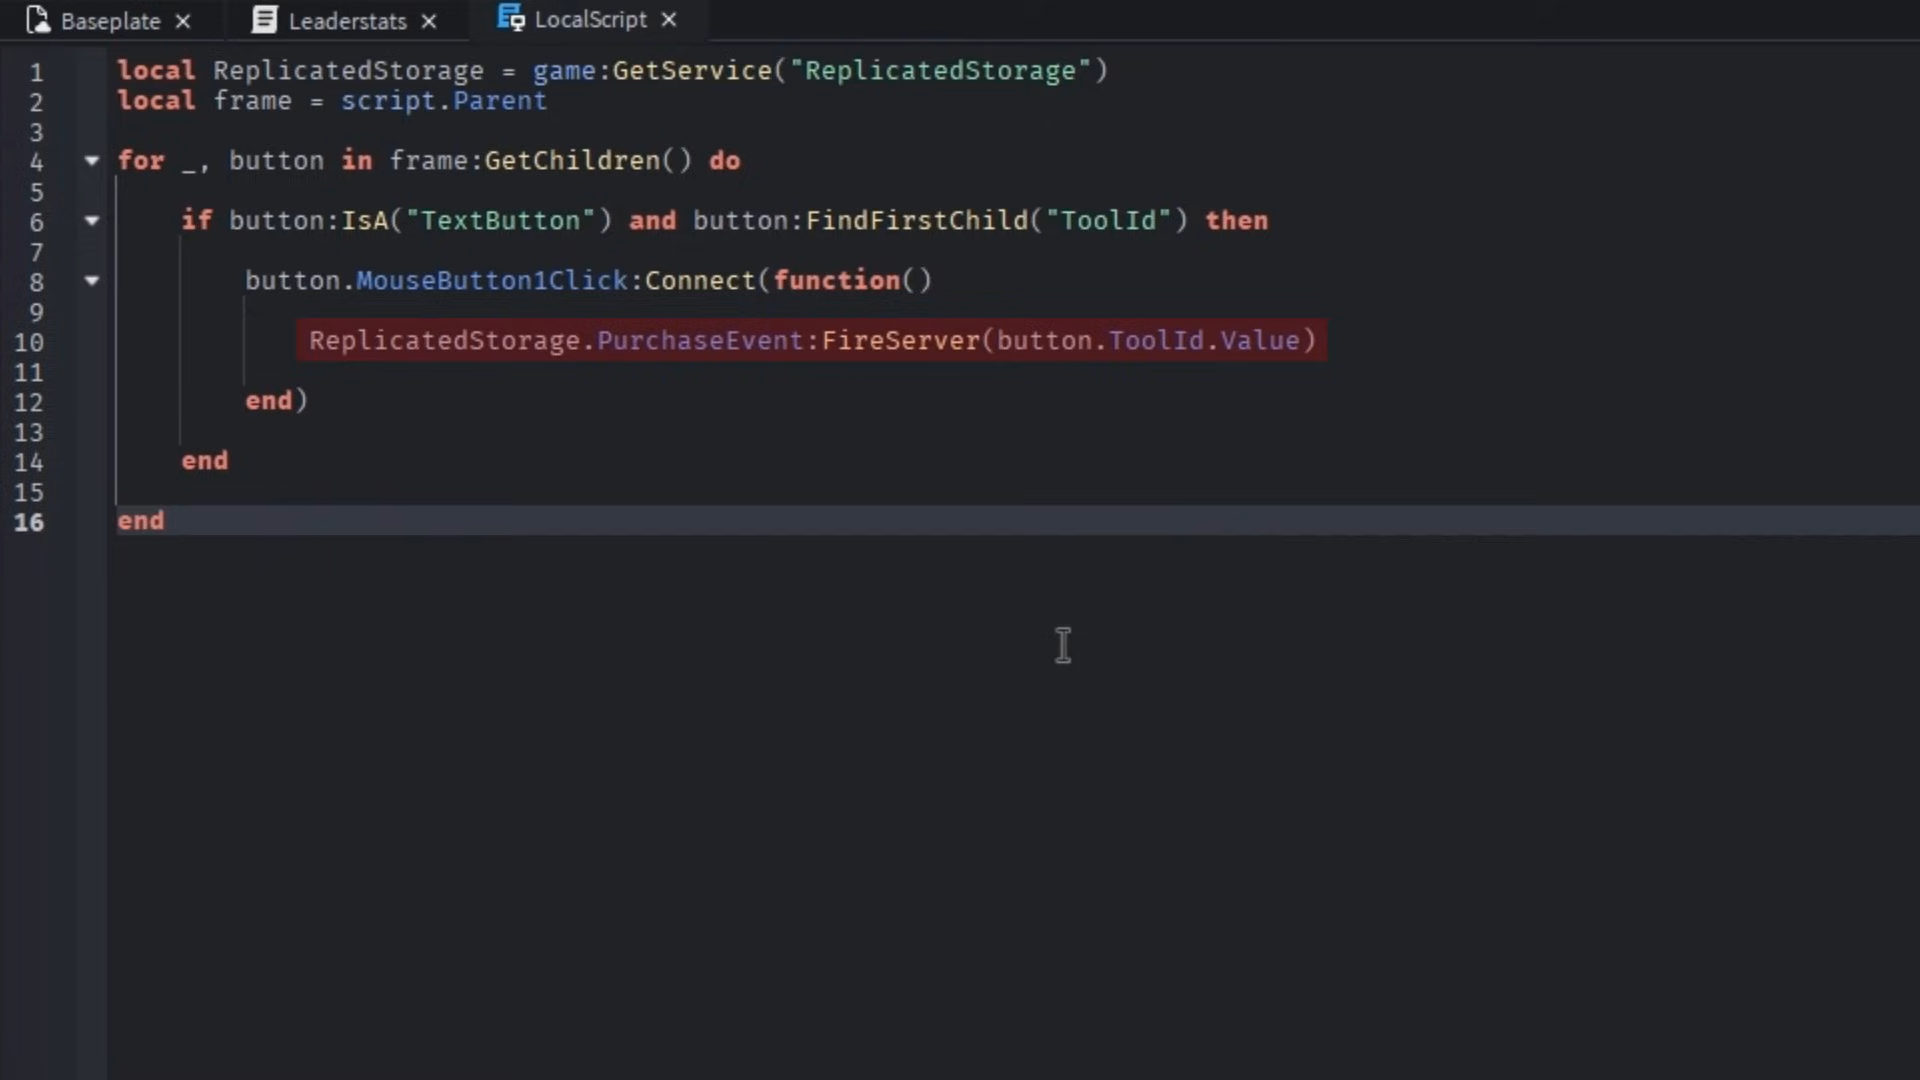 Baseplate × Leaderstats × LocalScript ×
1 local ReplicatedStorage = game:GetService("ReplicatedStorage")
2 local frame = script.Parent
3
4 for _, button in frame:GetChildren() do
5
6 if button:IsA("TextButton") and button:FindFirstChild("ToolId") then
7
8 button.MouseButton1Click:Connect(function()
9
10 ReplicatedStorage.PurchaseEvent:FireServer(button.ToolId.Value)
11
12 end)
13
14 end
15
16 end